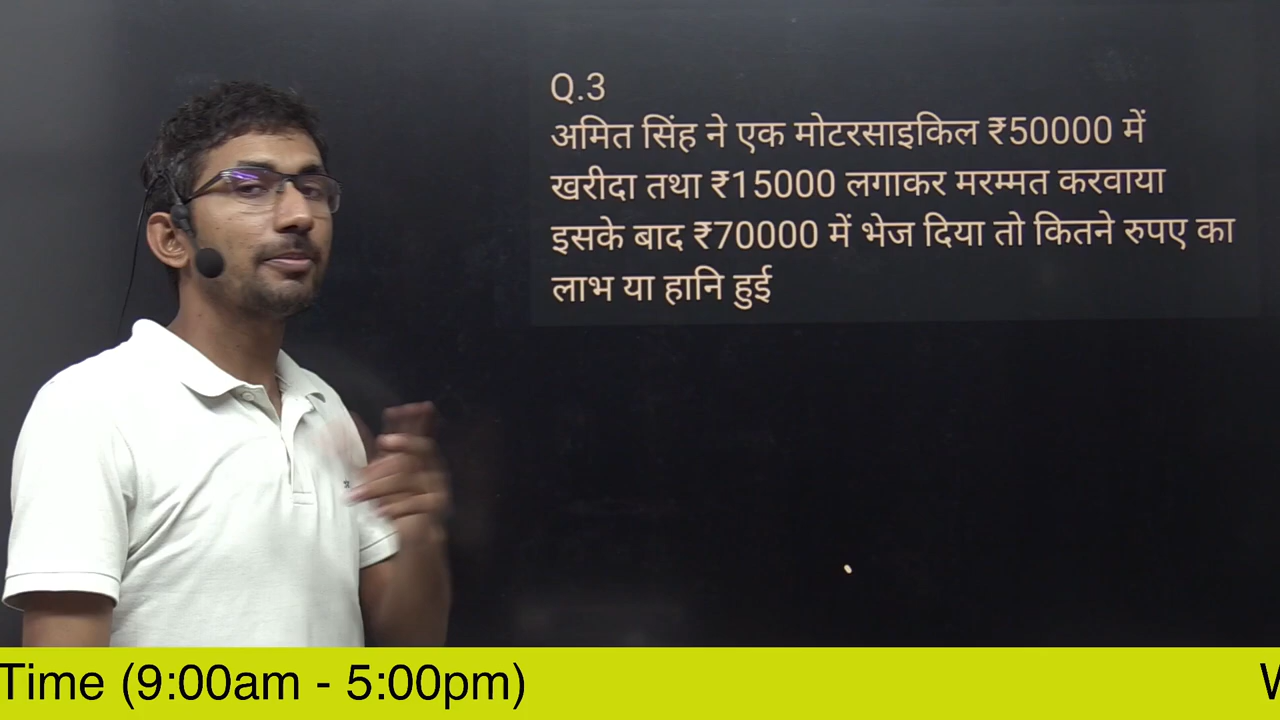 Q.3
अमित सिंह ने एक मोटरसाइकिल ₹50000 में
खरीदा तथा ₹15000 लगाकर मरम्मत करवाया
इसके बाद ₹70000 में भेज दिया तो कितने रुपए का
लाभ या हानि हुई
Time (9:00am - 5:00pm)